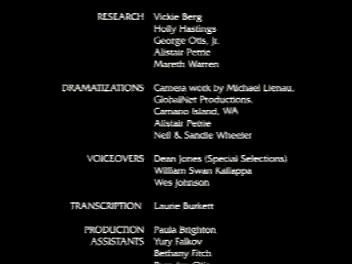 RESEARCH Vickie Berg
Holly Hastings
George Otis, Jr.
Alistair Petrie
Mareth Warren
DRAMATIZATIONS Camera work by Michael Lienau,
GlobalNet Productions,
Camano Island, WA
Alistair Petrie
Neil & Sandie Wheeler
VOICEOVERS Dean Jones (Special Selections)
William Swan Kallappa
Wes Johnson
TRANSCRIPTION Laurie Burkett
PRODUCTION Paula Brighton
ASSISTANTS Yury Falkov
Bethany Fitch